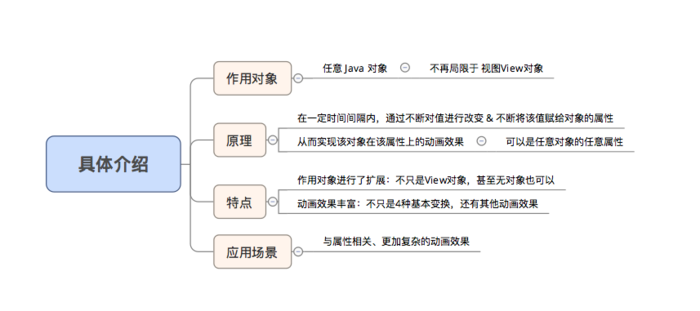 具体介绍
作用对象
任意 Java 对象
不再局限于 视图View对象
原理
在一定时间间隔内，通过不断对值进行改变 & 不断将该值赋给对象的属性
从而实现该对象在该属性上的动画效果
可以是任意对象的任意属性
特点
作用对象进行了扩展：不只是View对象，甚至无对象也可以
动画效果丰富：不只是4种基本变换，还有其他动画效果
应用场景
与属性相关、更加复杂的动画效果